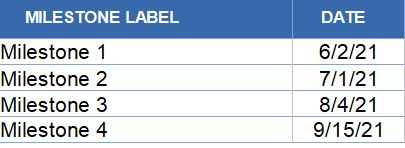 MILESTONE LABEL DATE
Milestone 1 6/2/21
Milestone 2 7/1/21
Milestone 3 8/4/21
Milestone 4 9/15/21